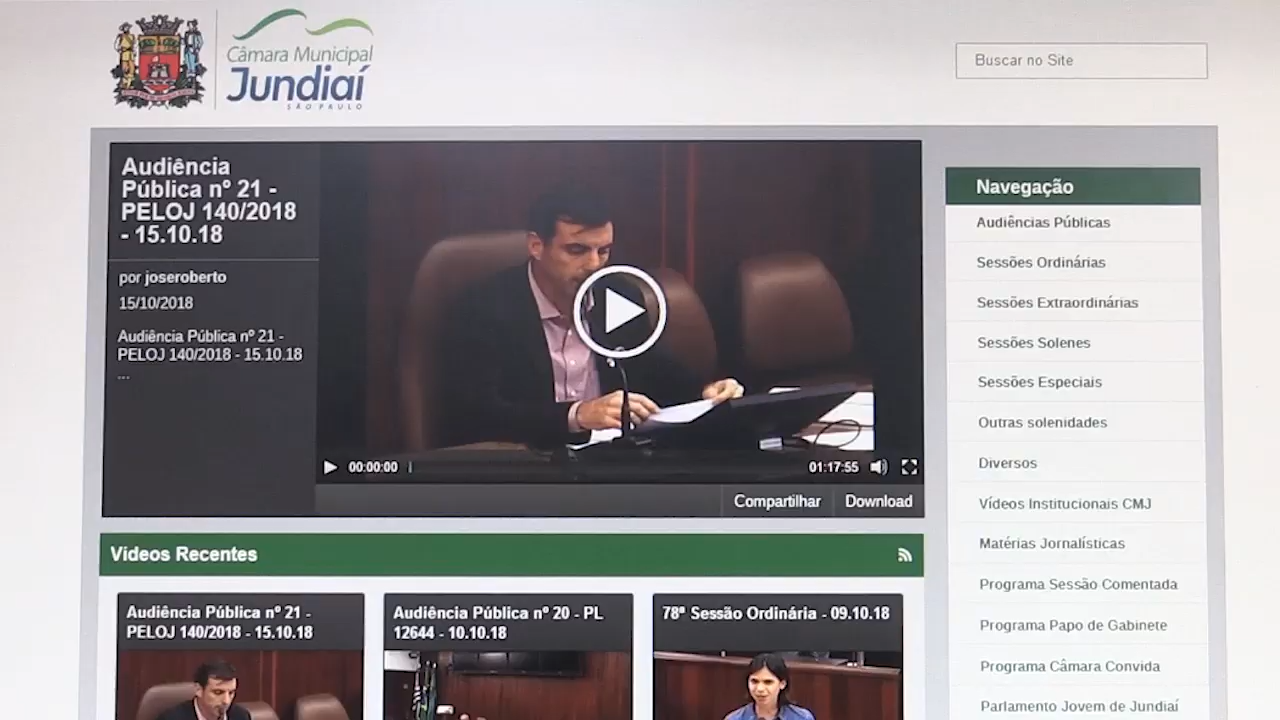 Câmara Municipal
Jundiaí
SÃO PAULO
Buscar no Site
Audiência
Pública nº 21 -
PELOJ 140/2018
- 15.10.18
por joseroberto
15/10/2018
Audiência Pública nº 21 -
PELOJ 140/2018 - 15.10.18
...
00:00:00
01:17:55
Compartilhar
Download
Navegação
Audiências Públicas
Sessões Ordinárias
Sessões Extraordinárias
Sessões Solenes
Sessões Especiais
Outras solenidades
Diversos
Vídeos Institucionais CMJ
Matérias Jornalísticas
Programa Sessão Comentada
Programa Papo de Gabinete
Programa Câmara Convida
Parlamento Jovem de Jundiaí
Vídeos Recentes
Audiência Pública nº 21 -
PELOJ 140/2018 - 15.10.18
Audiência Pública nº 20 - PL
12644 - 10.10.18
78ª Sessão Ordinária - 09.10.18